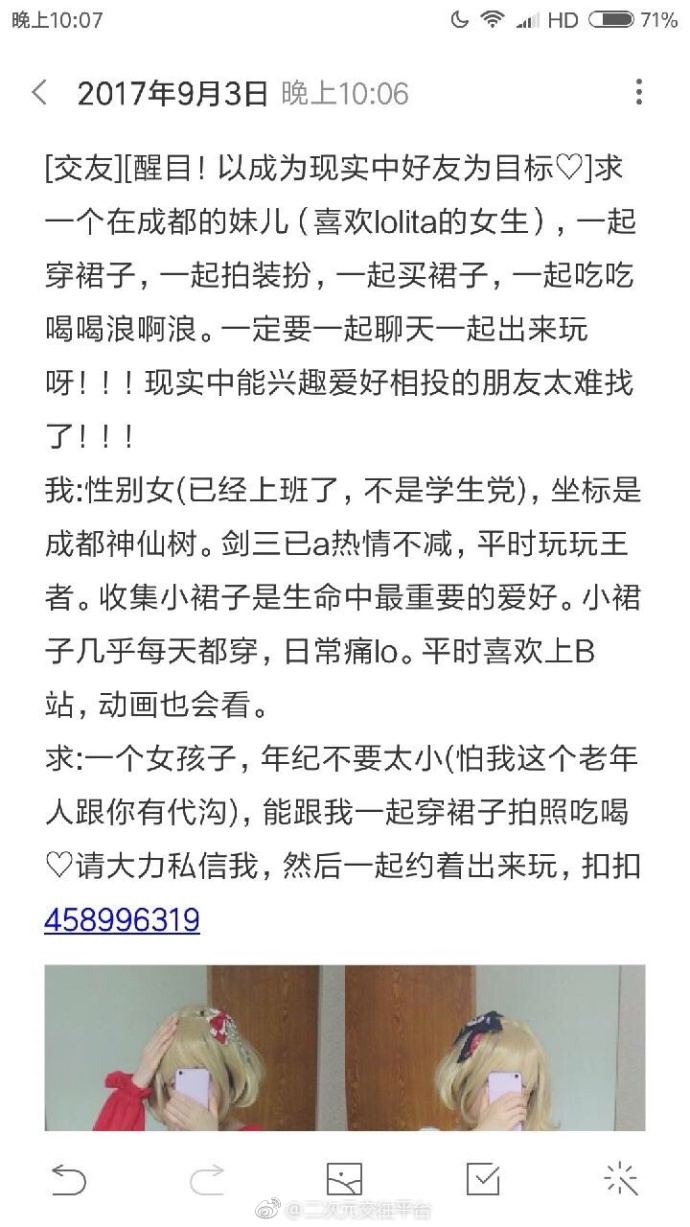 晚上10:07
HD 71%
2017年9月3日 晚上10:06
[交友][醒目！以成为现实中好友为目标♡]求
一个在成都的妹儿（喜欢lolita的女生），一起
穿裙子，一起拍装扮，一起买裙子，一起吃吃
喝喝浪啊浪。一定要一起聊天一起出来玩
呀！！！现实中能兴趣爱好相投的朋友太难找
了！！！
我:性别女(已经上班了，不是学生党)，坐标是
成都神仙树。剑三已a热情不减，平时玩玩王
者。收集小裙子是生命中最重要的爱好。小裙
子几乎每天都穿，日常痛lo。平时喜欢上B
站，动画也会看。
求:一个女孩子，年纪不要太小(怕我这个老年
人跟你有代沟)，能跟我一起穿裙子拍照吃喝
♡请大力私信我，然后一起约着出来玩，扣扣
458996319
@二次元交往平台